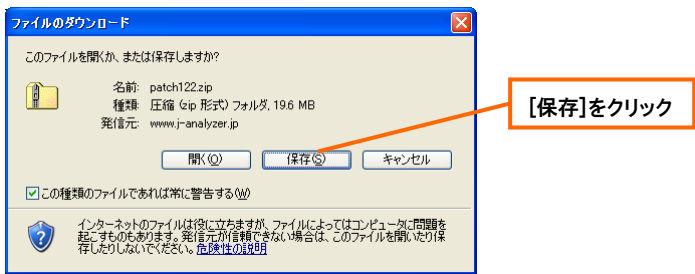 ファイルのダウンロード
このファイルを開くか、または保存しますか?
名前: patch122.zip
種類: 圧縮 (zip 形式) フォルダ, 19.6 MB
発信元: www.j-analyzer.jp
開く(O) 保存(S) キャンセル
この種類のファイルであれば常に警告する(W)
インターネットのファイルは役に立ちますが、ファイルによってはコンピュータに問題を
起こすものもあります。発信元が信頼できない場合は、このファイルを開いたり保
存したりしないでください。危険性の説明
[保存]をクリック